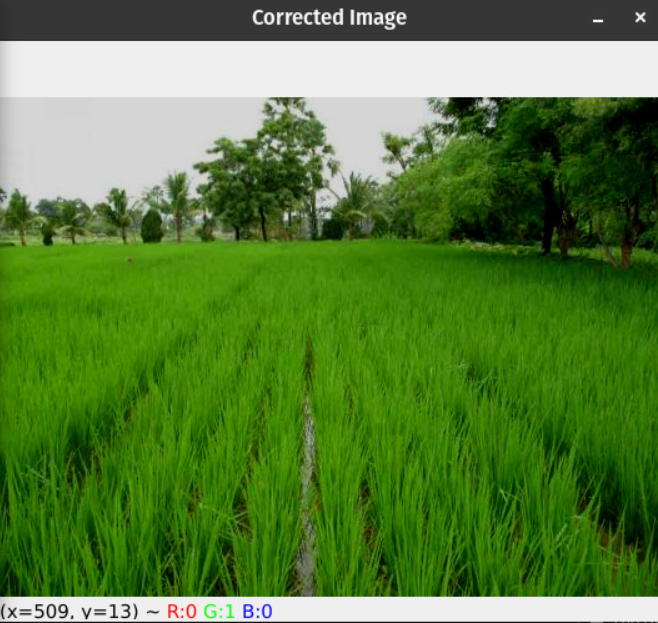 Corrected Image
(x=509, y=13) ~ R:0 G:1 B:0